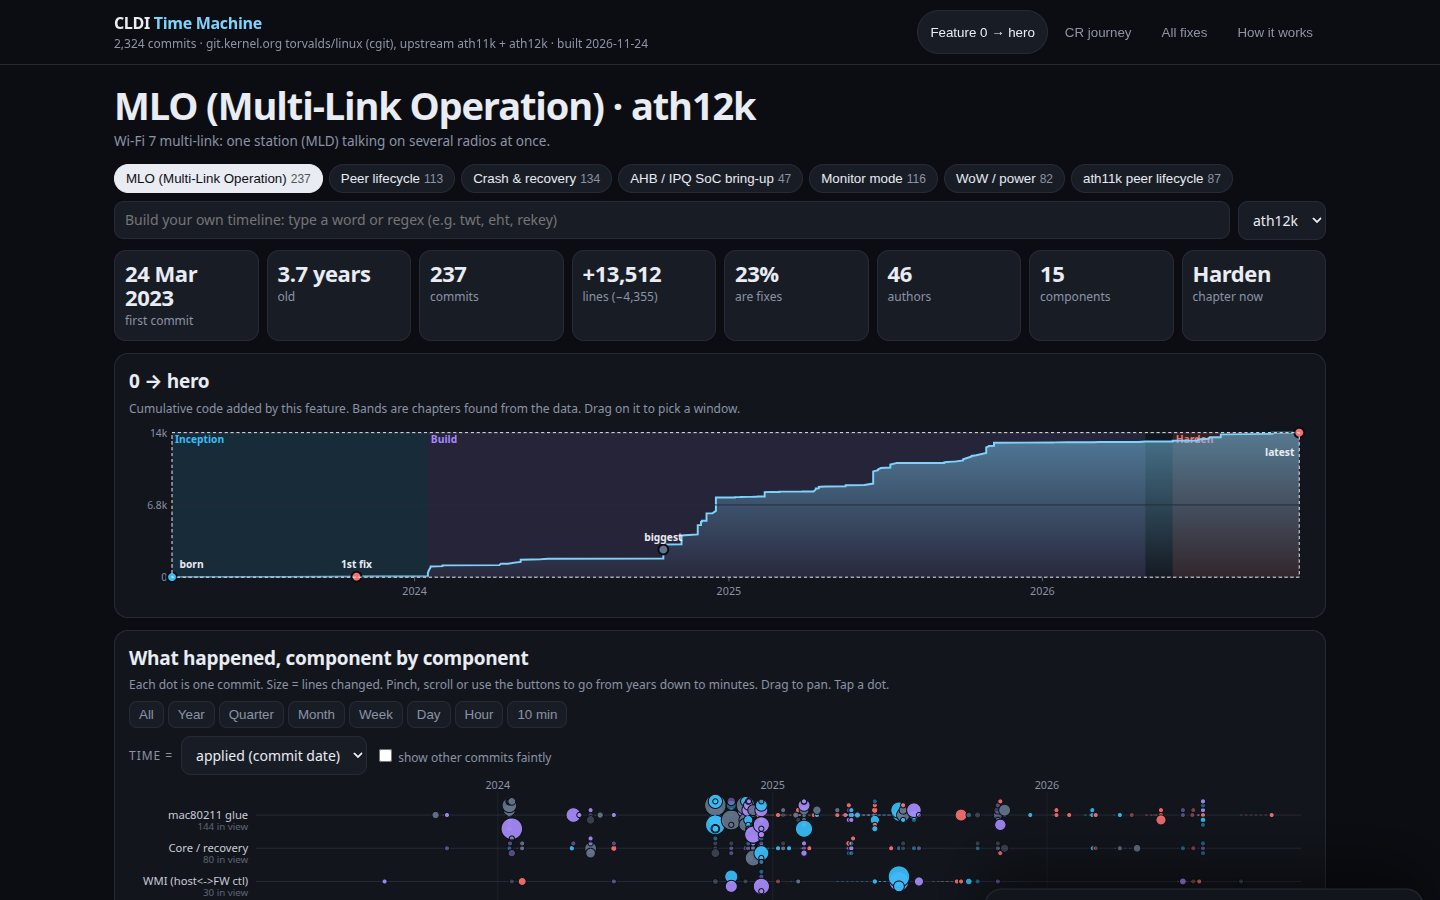 CLDI Time Machine
2,324 commits · git.kernel.org torvalds/linux (cgit), upstream ath11k + ath12k · built 2026-11-24
Feature 0 → hero
CR journey
All fixes
How it works
MLO (Multi-Link Operation) · ath12k
Wi-Fi 7 multi-link: one station (MLD) talking on several radios at once.
MLO (Multi-Link Operation) 237
Peer lifecycle 113
Crash & recovery 134
AHB / IPQ SoC bring-up 47
Monitor mode 116
WoW / power 82
ath11k peer lifecycle 87
Build your own timeline: type a word or regex (e.g. twt, eht, rekey)
ath12k
24 Mar 2023
first commit
3.7 years
old
237
commits
+13,512
lines (−4,355)
23%
are fixes
46
authors
15
components
Harden
chapter now
0 → hero
Cumulative code added by this feature. Bands are chapters found from the data. Drag on it to pick a window.
14k
Inception
Build
Harden
latest
6.8k
biggest
born
1st fix
0
2024
2025
2026
What happened, component by component
Each dot is one commit. Size = lines changed. Pinch, scroll or use the buttons to go from years down to minutes. Drag to pan. Tap a dot.
All
Year
Quarter
Month
Week
Day
Hour
10 min
TIME =
applied (commit date)
show other commits faintly
2024
2025
2026
mac80211 glue
144 in view
Core / recovery
80 in view
WMI (host<->FW ctl)
30 in view